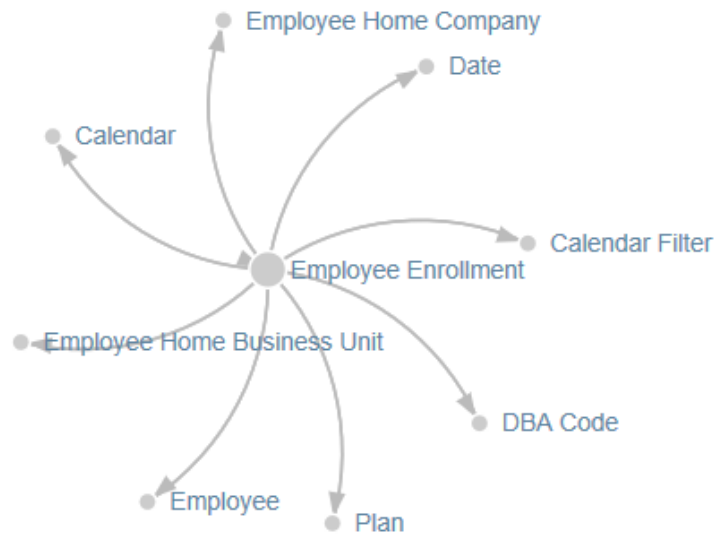 Employee Home Company
Date
Calendar
Calendar Filter
Employee Enrollment
Employee Home Business Unit
DBA Code
Employee
Plan